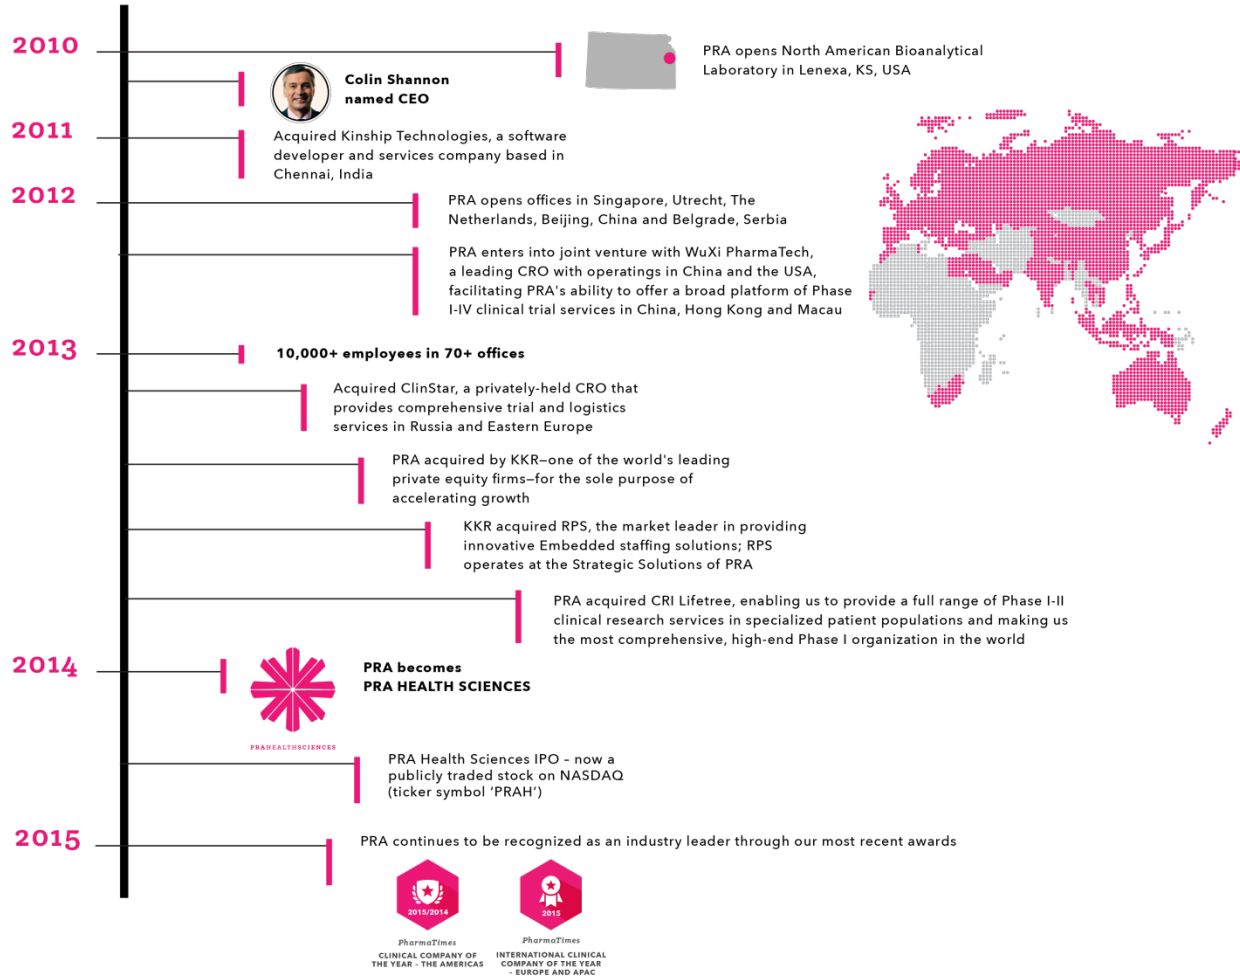 2010
PRA opens North American Bioanalytical
Laboratory in Lenexa, KS, USA
Colin Shannon
named CEO
2011
Acquired Kinship Technologies, a software
developer and services company based in
Chennai, India
2012
PRA opens offices in Singapore, Utrecht, The
Netherlands, Beijing, China and Belgrade, Serbia
PRA enters into joint venture with WuXi PharmaTech,
a leading CRO with operatings in China and the USA,
facilitating PRA's ability to offer a broad platform of Phase
I-IV clinical trial services in China, Hong Kong and Macau
2013
10,000+ employees in 70+ offices
Acquired ClinStar, a privately-held CRO that
provides comprehensive trial and logistics
services in Russia and Eastern Europe
PRA acquired by KKR—one of the world's leading
private equity firms—for the sole purpose of
accelerating growth
KKR acquired RPS, the market leader in providing
innovative Embedded staffing solutions; RPS
operates at the Strategic Solutions of PRA
PRA acquired CRI Lifetree, enabling us to provide a full range of Phase I-II
clinical research services in specialized patient populations and making us
the most comprehensive, high-end Phase I organization in the world
2014
PRA becomes
PRA HEALTH SCIENCES
PRAHEALTHSCIENCES
PRA Health Sciences IPO – now a
publicly traded stock on NASDAQ
(ticker symbol ‘PRAH’)
2015
PRA continues to be recognized as an industry leader through our most recent awards
2015/2014
PharmaTimes
CLINICAL COMPANY OF
THE YEAR - THE AMERICAS
2015
PharmaTimes
INTERNATIONAL CLINICAL
COMPANY OF THE YEAR
- EUROPE AND APAC